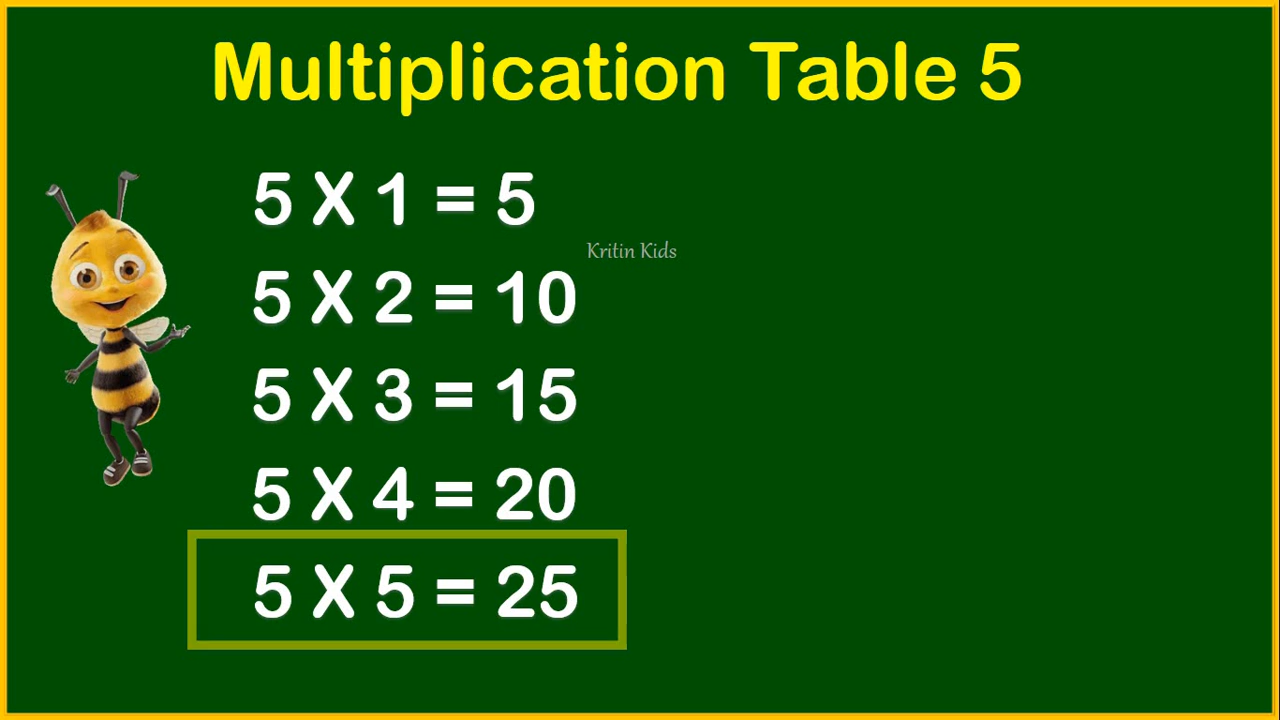 Multiplication Table 5
5 X 1 = 5
Kritin Kids
5 X 2 = 10
5 X 3 = 15
5 X 4 = 20
5 X 5 = 25